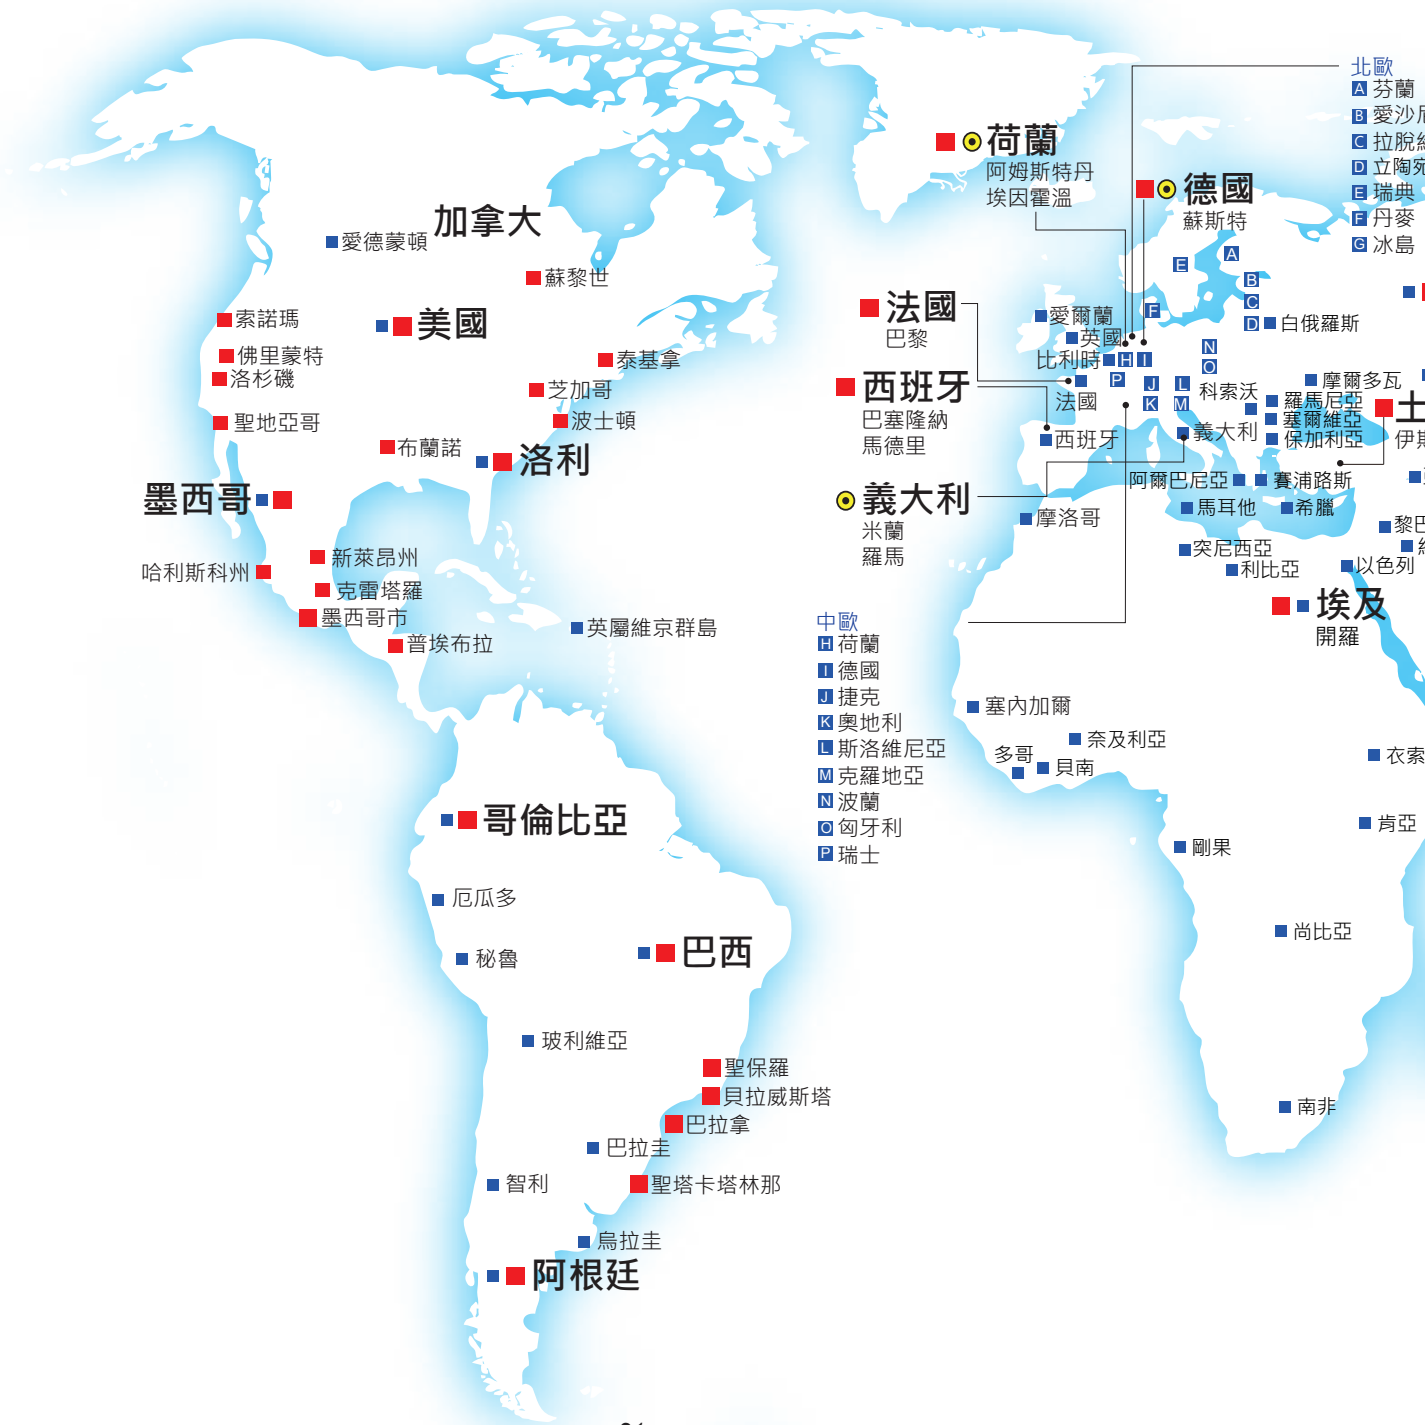 北歐
A 芬蘭
B 愛沙
C 拉脫
D 立陶
E 瑞典
F 丹麥
G 冰島
荷蘭
阿姆斯特丹
埃因霍溫
德國
蘇斯特
加拿大
愛德蒙頓
蘇黎世
A
E
B
C
D
F
白俄羅斯
索諾瑪
美國
法國
巴黎
愛爾蘭
英國
比利時
H
I
P
N
O
J
L
K
M
佛里蒙特
洛杉磯
泰基拿
芝加哥
西班牙
巴塞隆納
馬德里
法國
科索沃
摩爾多瓦
羅馬尼亞
塞爾維亞
保加利亞
土
伊
聖地亞哥
波士頓
布蘭諾
洛利
西班牙
義大利
阿爾巴尼亞
賽浦路斯
墨西哥
義大利
米蘭
羅馬
摩洛哥
馬耳他
希臘
黎巴
突尼西亞
利比亞
以色列
新萊昂州
哈利斯科州
克雷塔羅
墨西哥市
普埃布拉
英屬維京群島
埃及
開羅
中歐
H 荷蘭
I 德國
J 捷克
K 奧地利
L 斯洛維尼亞
M 克羅地亞
N 波蘭
O 匈牙利
P 瑞士
塞內加爾
奈及利亞
多哥
貝南
衣索
哥倫比亞
肯亞
剛果
厄瓜多
秘魯
巴西
尚比亞
玻利維亞
聖保羅
貝拉威斯塔
巴拉拿
巴拉圭
南非
智利
聖塔卡塔林那
烏拉圭
阿根廷